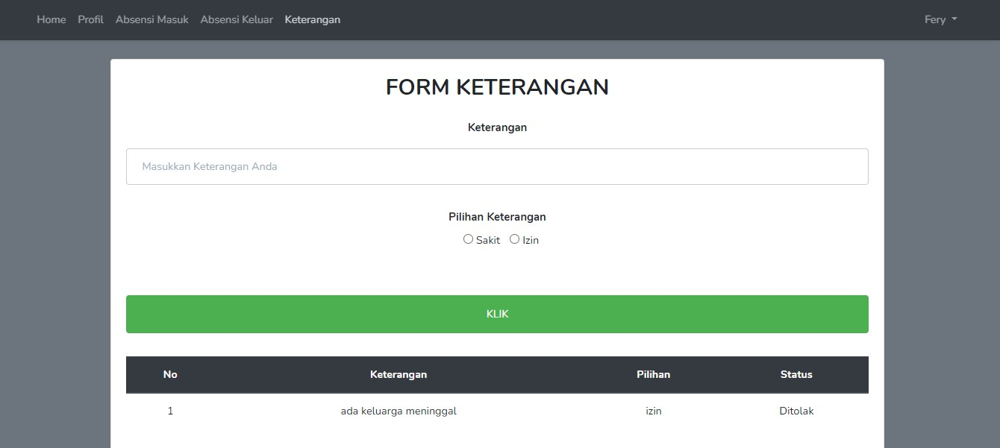 Home Profil Absensi Masuk Absensi Keluar Keterangan Fery
FORM KETERANGAN
Keterangan
Masukkan Keterangan Anda
Pilihan Keterangan
Sakit Izin
KLIK
No Keterangan Pilihan Status
1 ada keluarga meninggal izin Ditolak